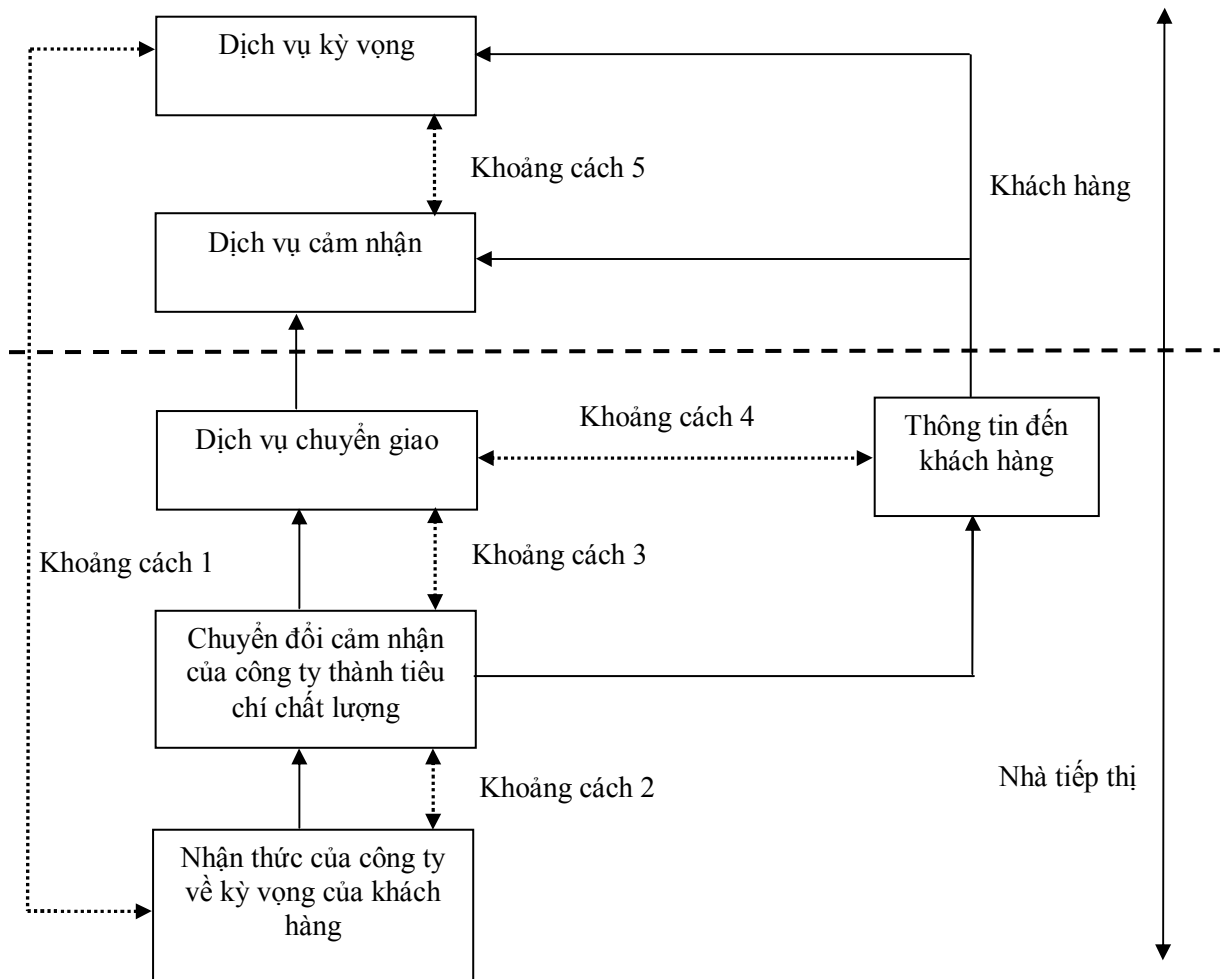 Dịch vụ kỳ vọng
Khoảng cách 5
Khách hàng
Dịch vụ cảm nhận
Khoảng cách 4
Dịch vụ chuyển giao
Thông tin đến
khách hàng
Khoảng cách 1
Khoảng cách 3
Chuyển đổi cảm nhận
của công ty thành tiêu
chí chất lượng
Khoảng cách 2
Nhà tiếp thị
Nhận thức của công ty
về kỳ vọng của khách
hàng